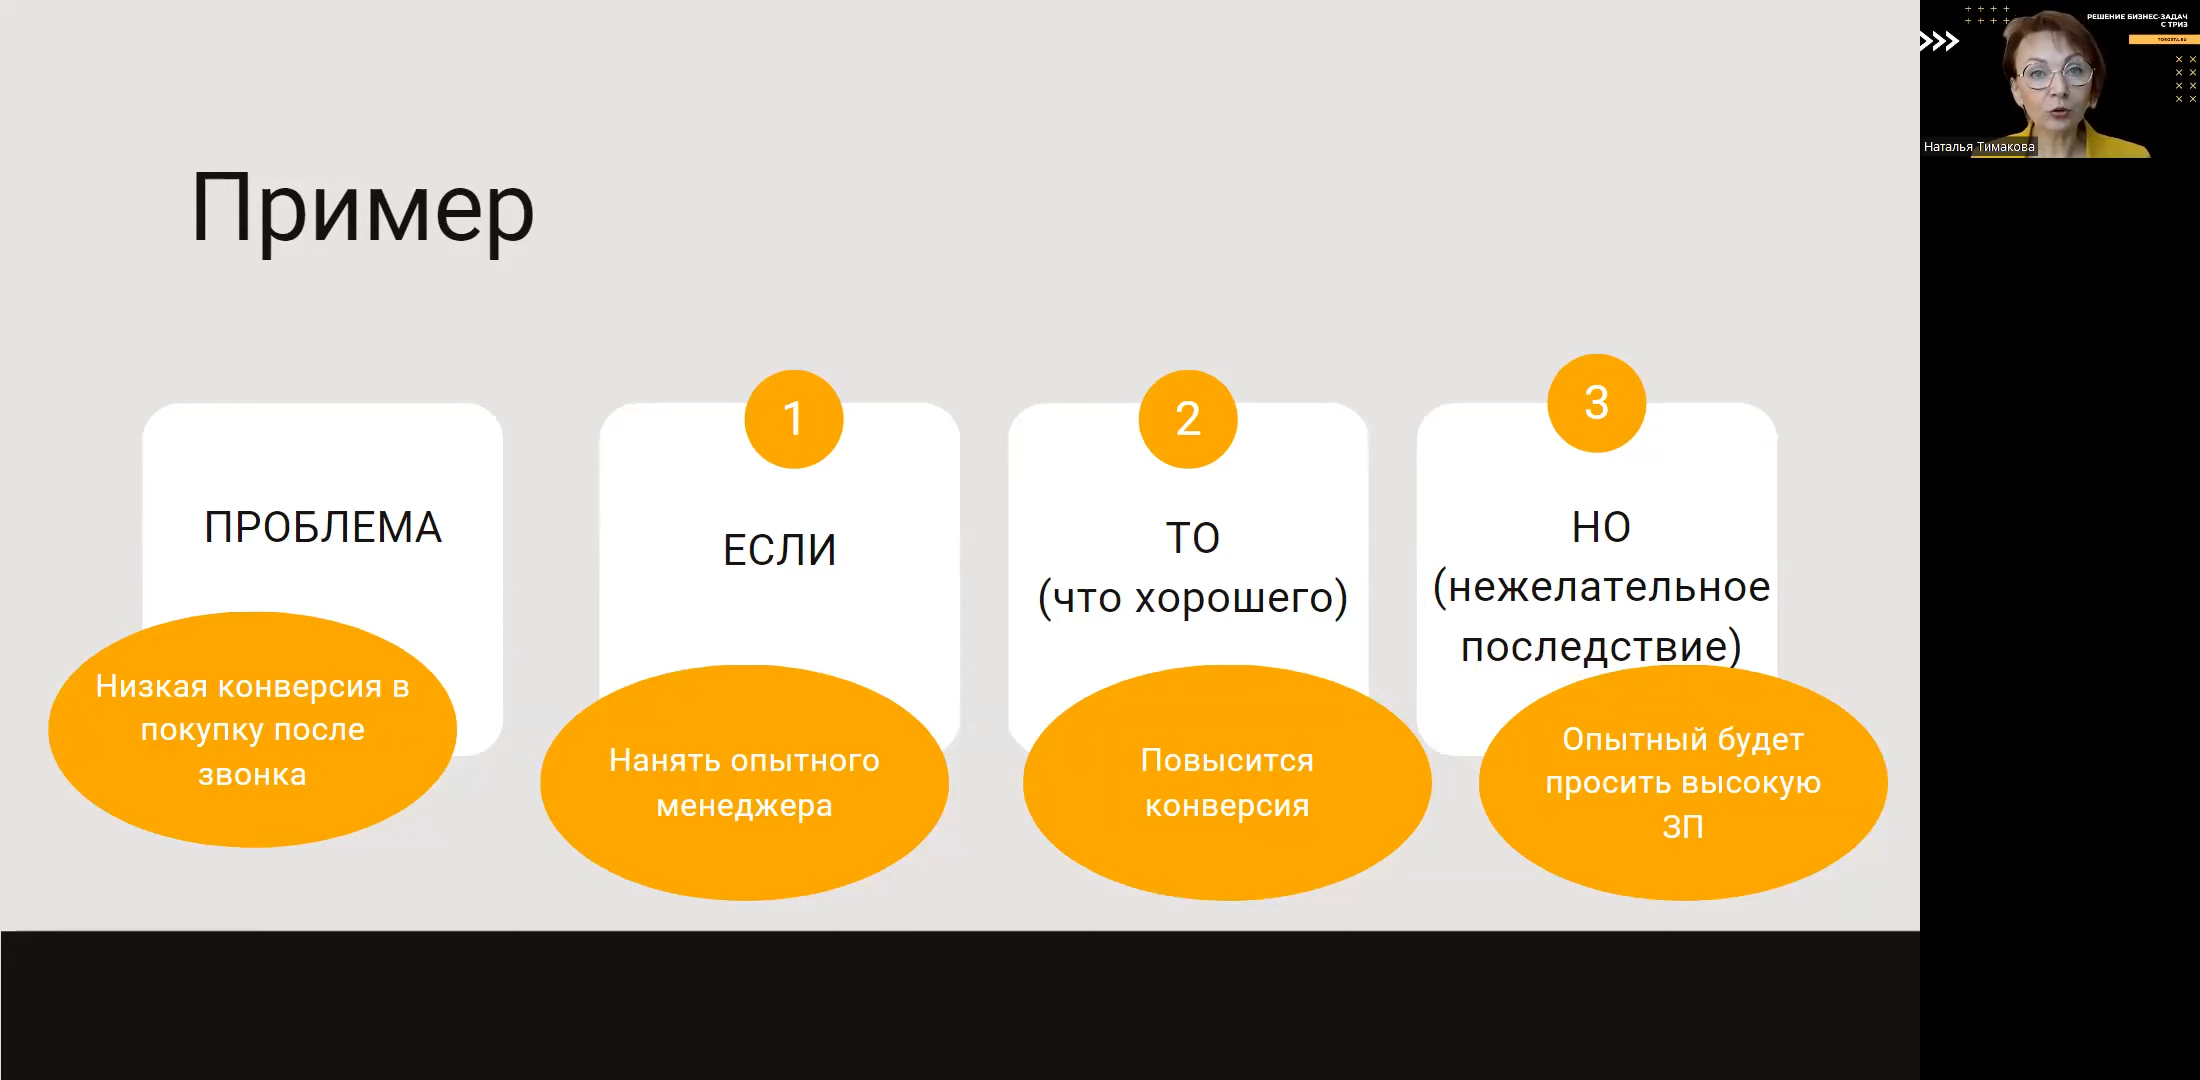 Пример
ПРОБЛЕМА
Низкая конверсия в
покупку после
звонка
1
ЕСЛИ
Нанять опытного
менеджера
2
ТО
(что хорошего)
Повысится
конверсия
3
НО
(нежелательное
последствие)
Опытный будет
просить высокую
ЗП
РЕШЕНИЕ БИЗНЕС-ЗАДАЧ
С ТРИЗ
Наталья Тимакова